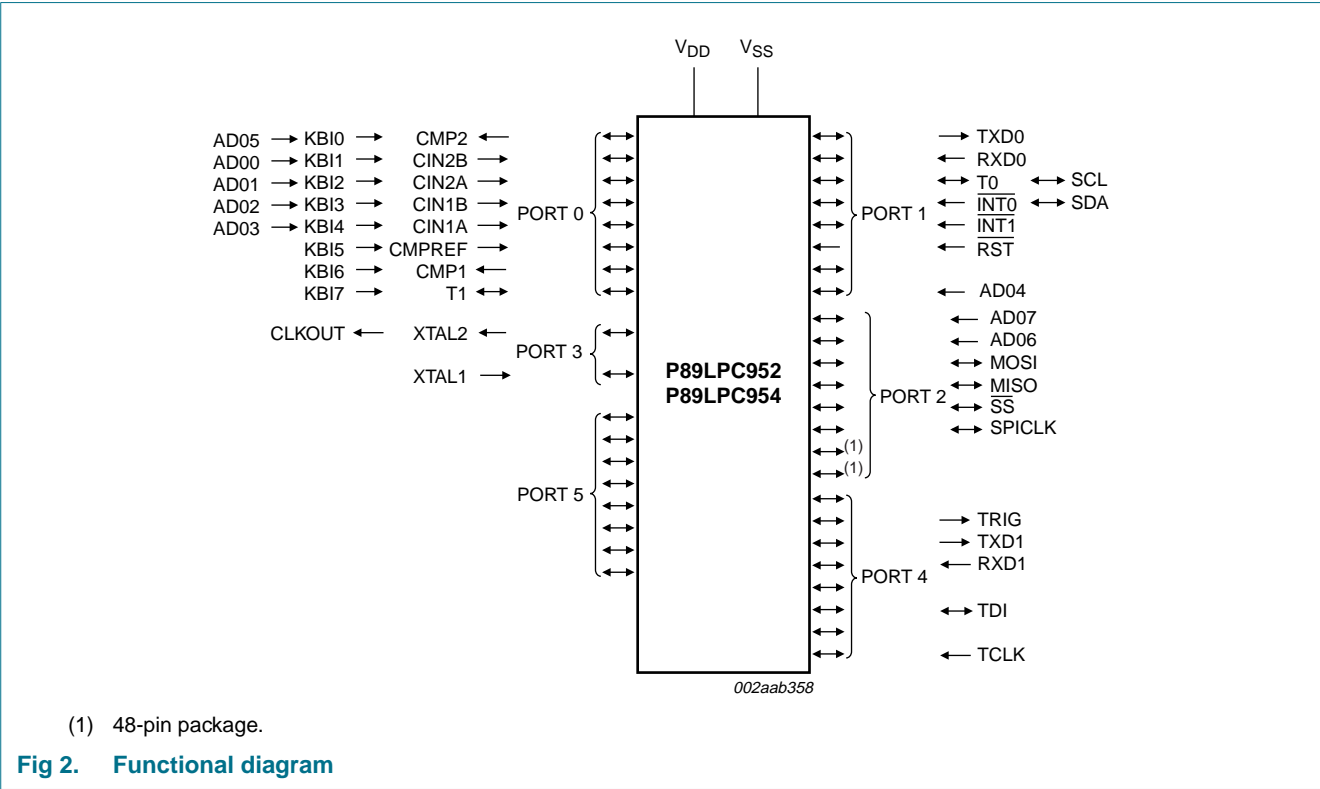 VDD VSS
AD05 KBI0 CMP2 TXD0
AD00 KBI1 CIN2B RXD0
AD01 KBI2 CIN2A T0 SCL
AD02 KBI3 CIN1B PORT 0 PORT 1 INT0 SDA
AD03 KBI4 CIN1A INT1
KBI5 CMPREF RST
KBI6 CMP1
KBI7 T1 AD04
AD07
CLKOUT XTAL2 AD06
PORT 3 MOSI
XTAL1 P89LPC952 MISO
P89LPC954 PORT 2 SS
SPICLK
(1)
(1)
PORT 5
TRIG
TXD1
RXD1
PORT 4
TDI
TCLK
002aab358
(1) 48-pin package.
Fig 2. Functional diagram